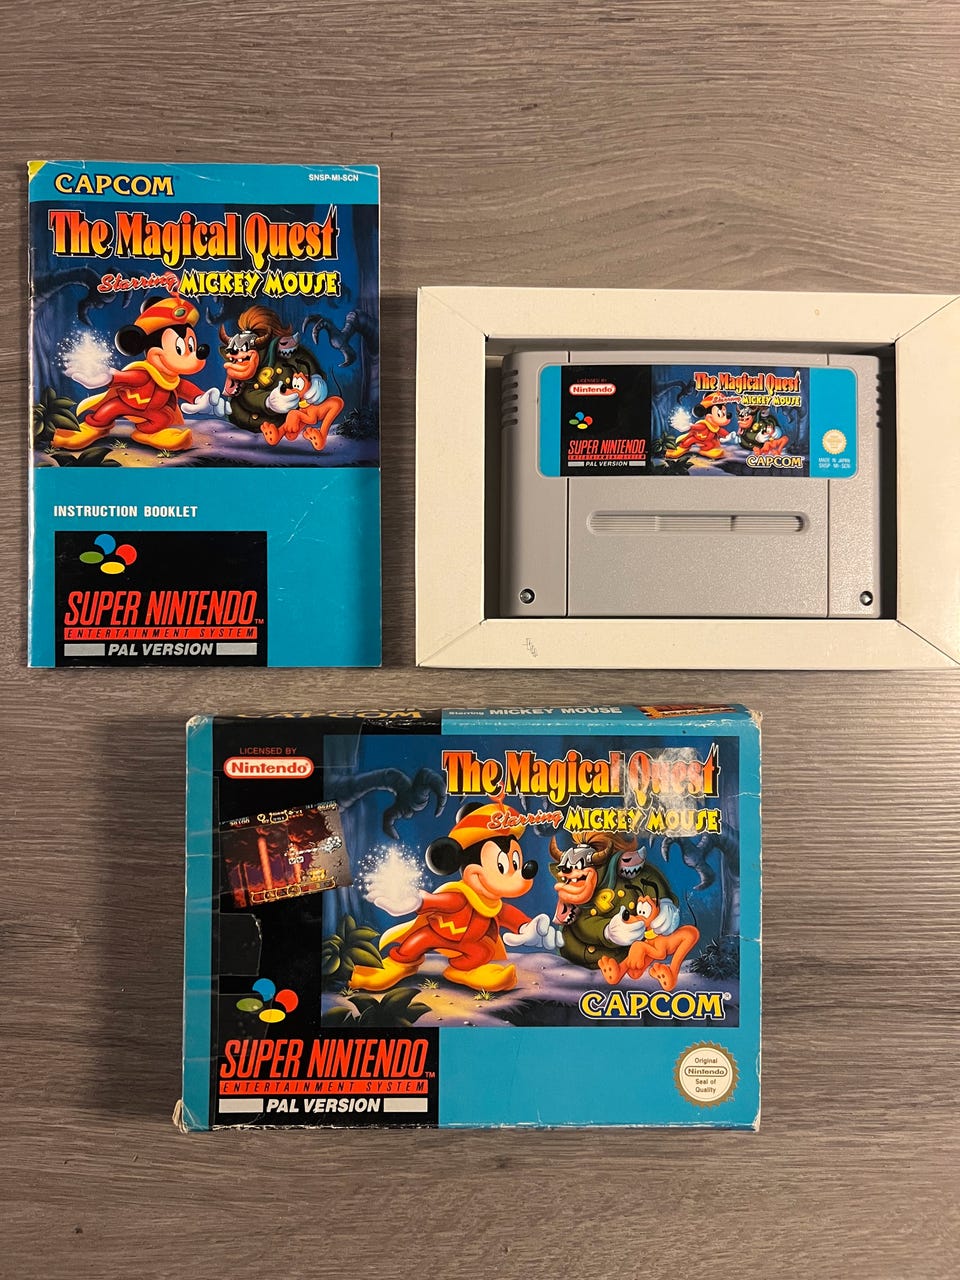 CAPCOM
SNSP-MI-SCN
The Magical Quest
Starring MICKEY MOUSE
INSTRUCTION BOOKLET
SUPER NINTENDO™
ENTERTAINMENT SYSTEM
PAL VERSION
LICENSED BY
Nintendo®
The Magical Quest
Starring MICKEY MOUSE
SUPER NINTENDO
ENTERTAINMENT SYSTEM
PAL VERSION
CAPCOM
MADE IN JAPAN
SNSP-MI-SCN
CAPCOM
Starring MICKEY MOUSE
LICENSED BY
Nintendo®
The Magical Quest
Starring MICKEY MOUSE
CAPCOM®
SUPER NINTENDO™
ENTERTAINMENT SYSTEM
PAL VERSION
Original
Nintendo
Seal of
Quality